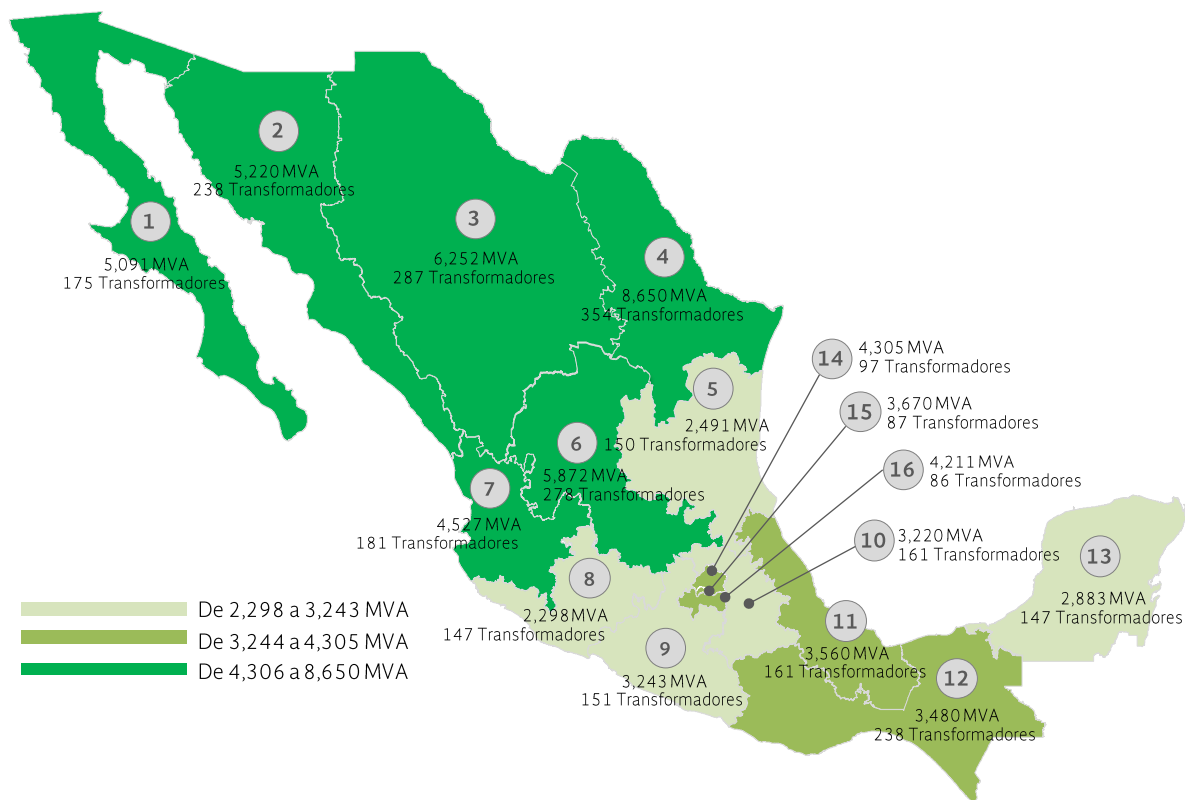 1
5,091 MVA
175 Transformadores
2
5,220 MVA
238 Transformadores
3
6,252 MVA
287 Transformadores
4
8,650 MVA
354 Transformadores
5
2,491 MVA
150 Transformadores
6
5,872 MVA
278 Transformadores
7
4,527 MVA
181 Transformadores
8
2,298 MVA
147 Transformadores
9
3,243 MVA
151 Transformadores
14
4,305 MVA
97 Transformadores
15
3,670 MVA
87 Transformadores
16
4,211 MVA
86 Transformadores
10
3,220 MVA
161 Transformadores
11
3,560 MVA
161 Transformadores
12
3,480 MVA
238 Transformadores
13
2,883 MVA
147 Transformadores
De 2,298 a 3,243 MVA
De 3,244 a 4,305 MVA
De 4,306 a 8,650 MVA